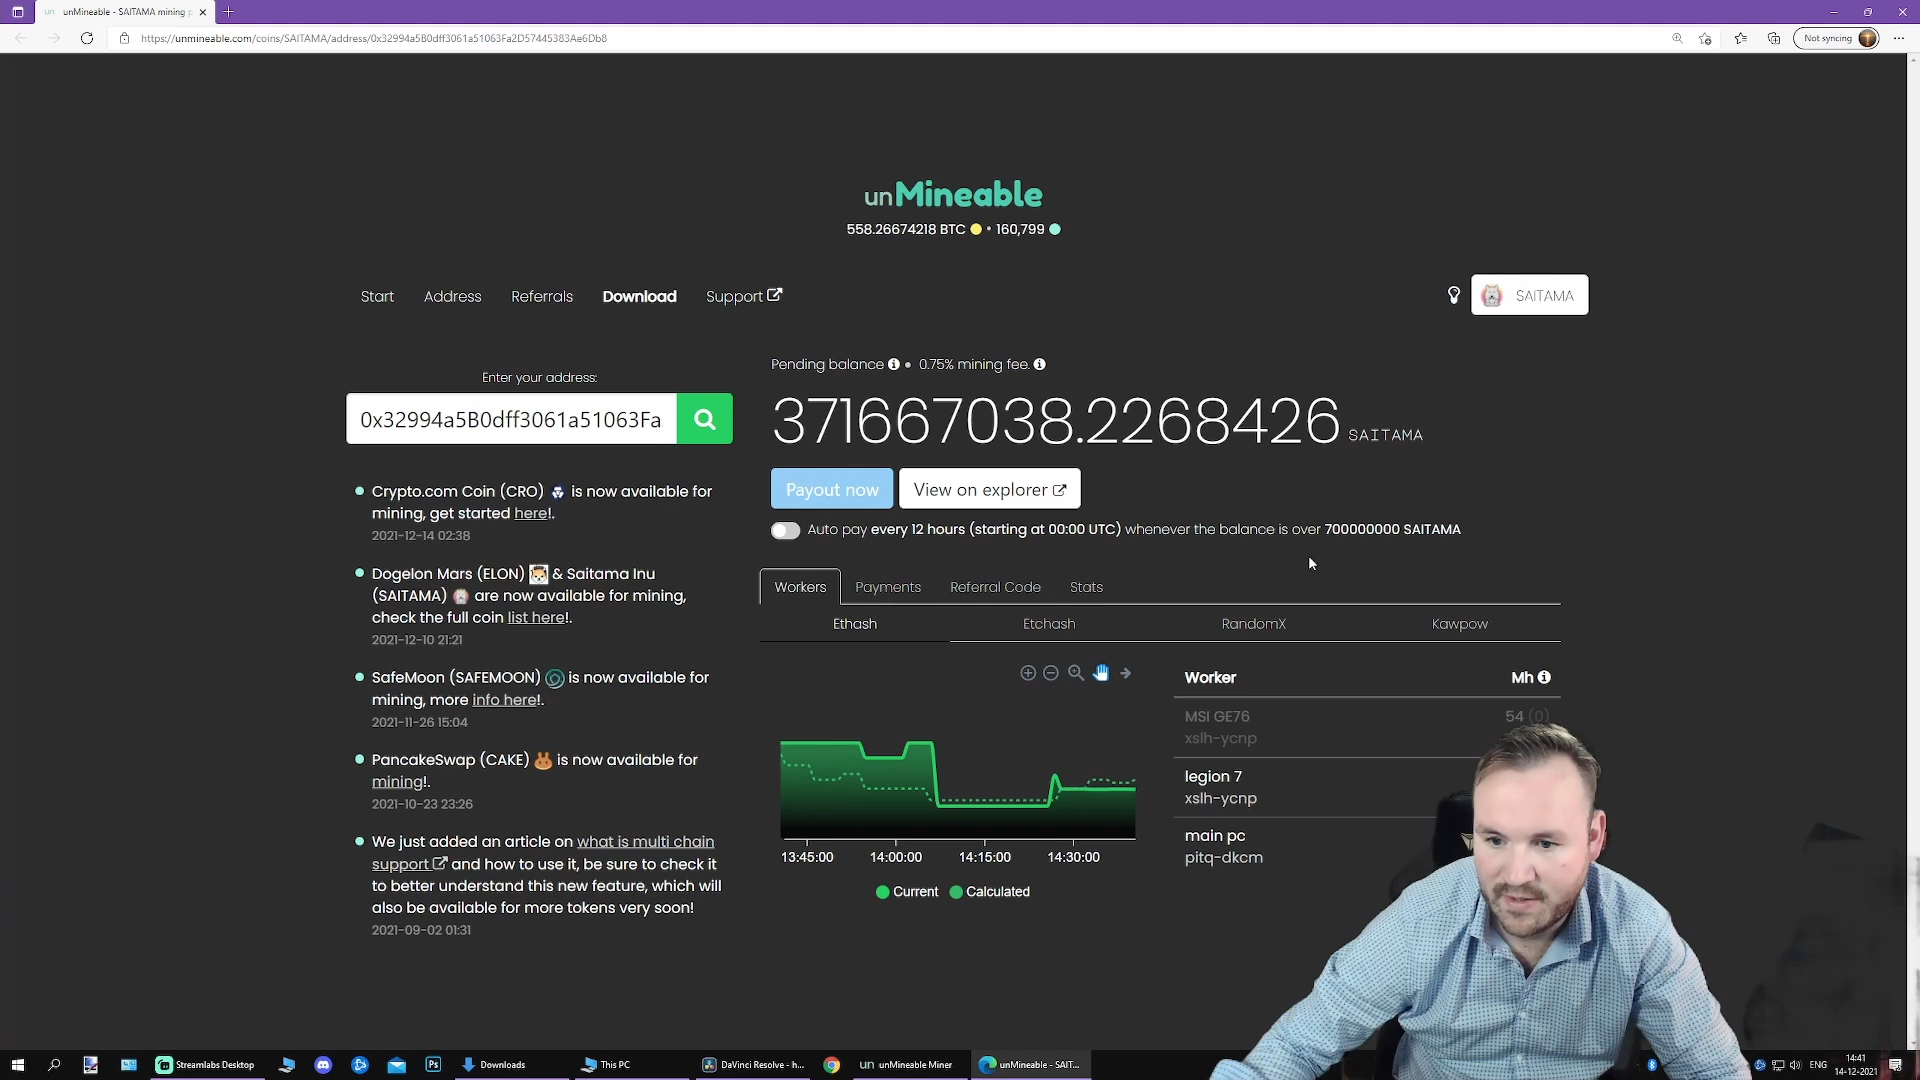 un unMineable - SAITAMA mining p
https://unmineable.com/coins/SAITAMA/address/0x32994a5B0dff3061a51063Fa2D57445383Ae6Db8
Not syncing
unMineable
558.26674218 BTC • 160,799
Start Address Referrals Download Support
SAITAMA
Enter your address:
0x32994a5B0dff3061a51063Fa
Crypto.com Coin (CRO) is now available for
mining, get started here!.
2021-12-14 02:38
Dogelon Mars (ELON) & Saitama Inu
(SAITAMA) are now available for mining,
check the full coin list here!.
2021-12-10 21:21
SafeMoon (SAFEMOON) is now available for
mining, more info here!.
2021-11-26 15:04
PancakeSwap (CAKE) is now available for
mining!.
2021-10-23 23:26
We just added an article on what is multi chain
support and how to use it, be sure to check it
to better understand this new feature, which will
also be available for more tokens very soon!
2021-09-02 01:31
Pending balance • 0.75% mining fee.
371667038.2268426 SAITAMA
Payout now View on explorer
Auto pay every 12 hours (starting at 00:00 UTC) whenever the balance is over 700000000 SAITAMA
Workers Payments Referral Code Stats
Ethash Etchash RandomX Kawpow
13:45:00 14:00:00 14:15:00 14:30:00
Current Calculated
Worker Mh
MSI GE76 54 (0)
xslh-ycnp
legion 7
xslh-ycnp
main pc
pitq-dkcm
Streamlabs Desktop
Ps
Downloads
This PC
DaVinci Resolve - h...
un unMineable Miner
unMineable - SAIT...
ENG
14:41
14-12-2021